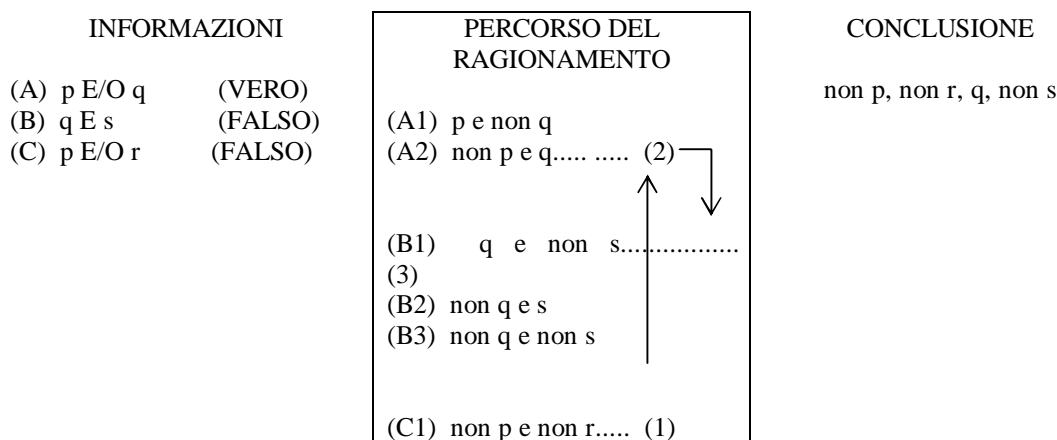 INFORMAZIONI
(A) p E/O q (VERO)
(B) q E s (FALSO)
(C) p E/O r (FALSO)
PERCORSO DEL
RAGIONAMENTO
(A1) p e non q
(A2) non p e q..... ..... (2)
(B1) q e non s................
(3)
(B2) non q e s
(B3) non q e non s
(C1) non p e non r..... (1)
CONCLUSIONE
non p, non r, q, non s